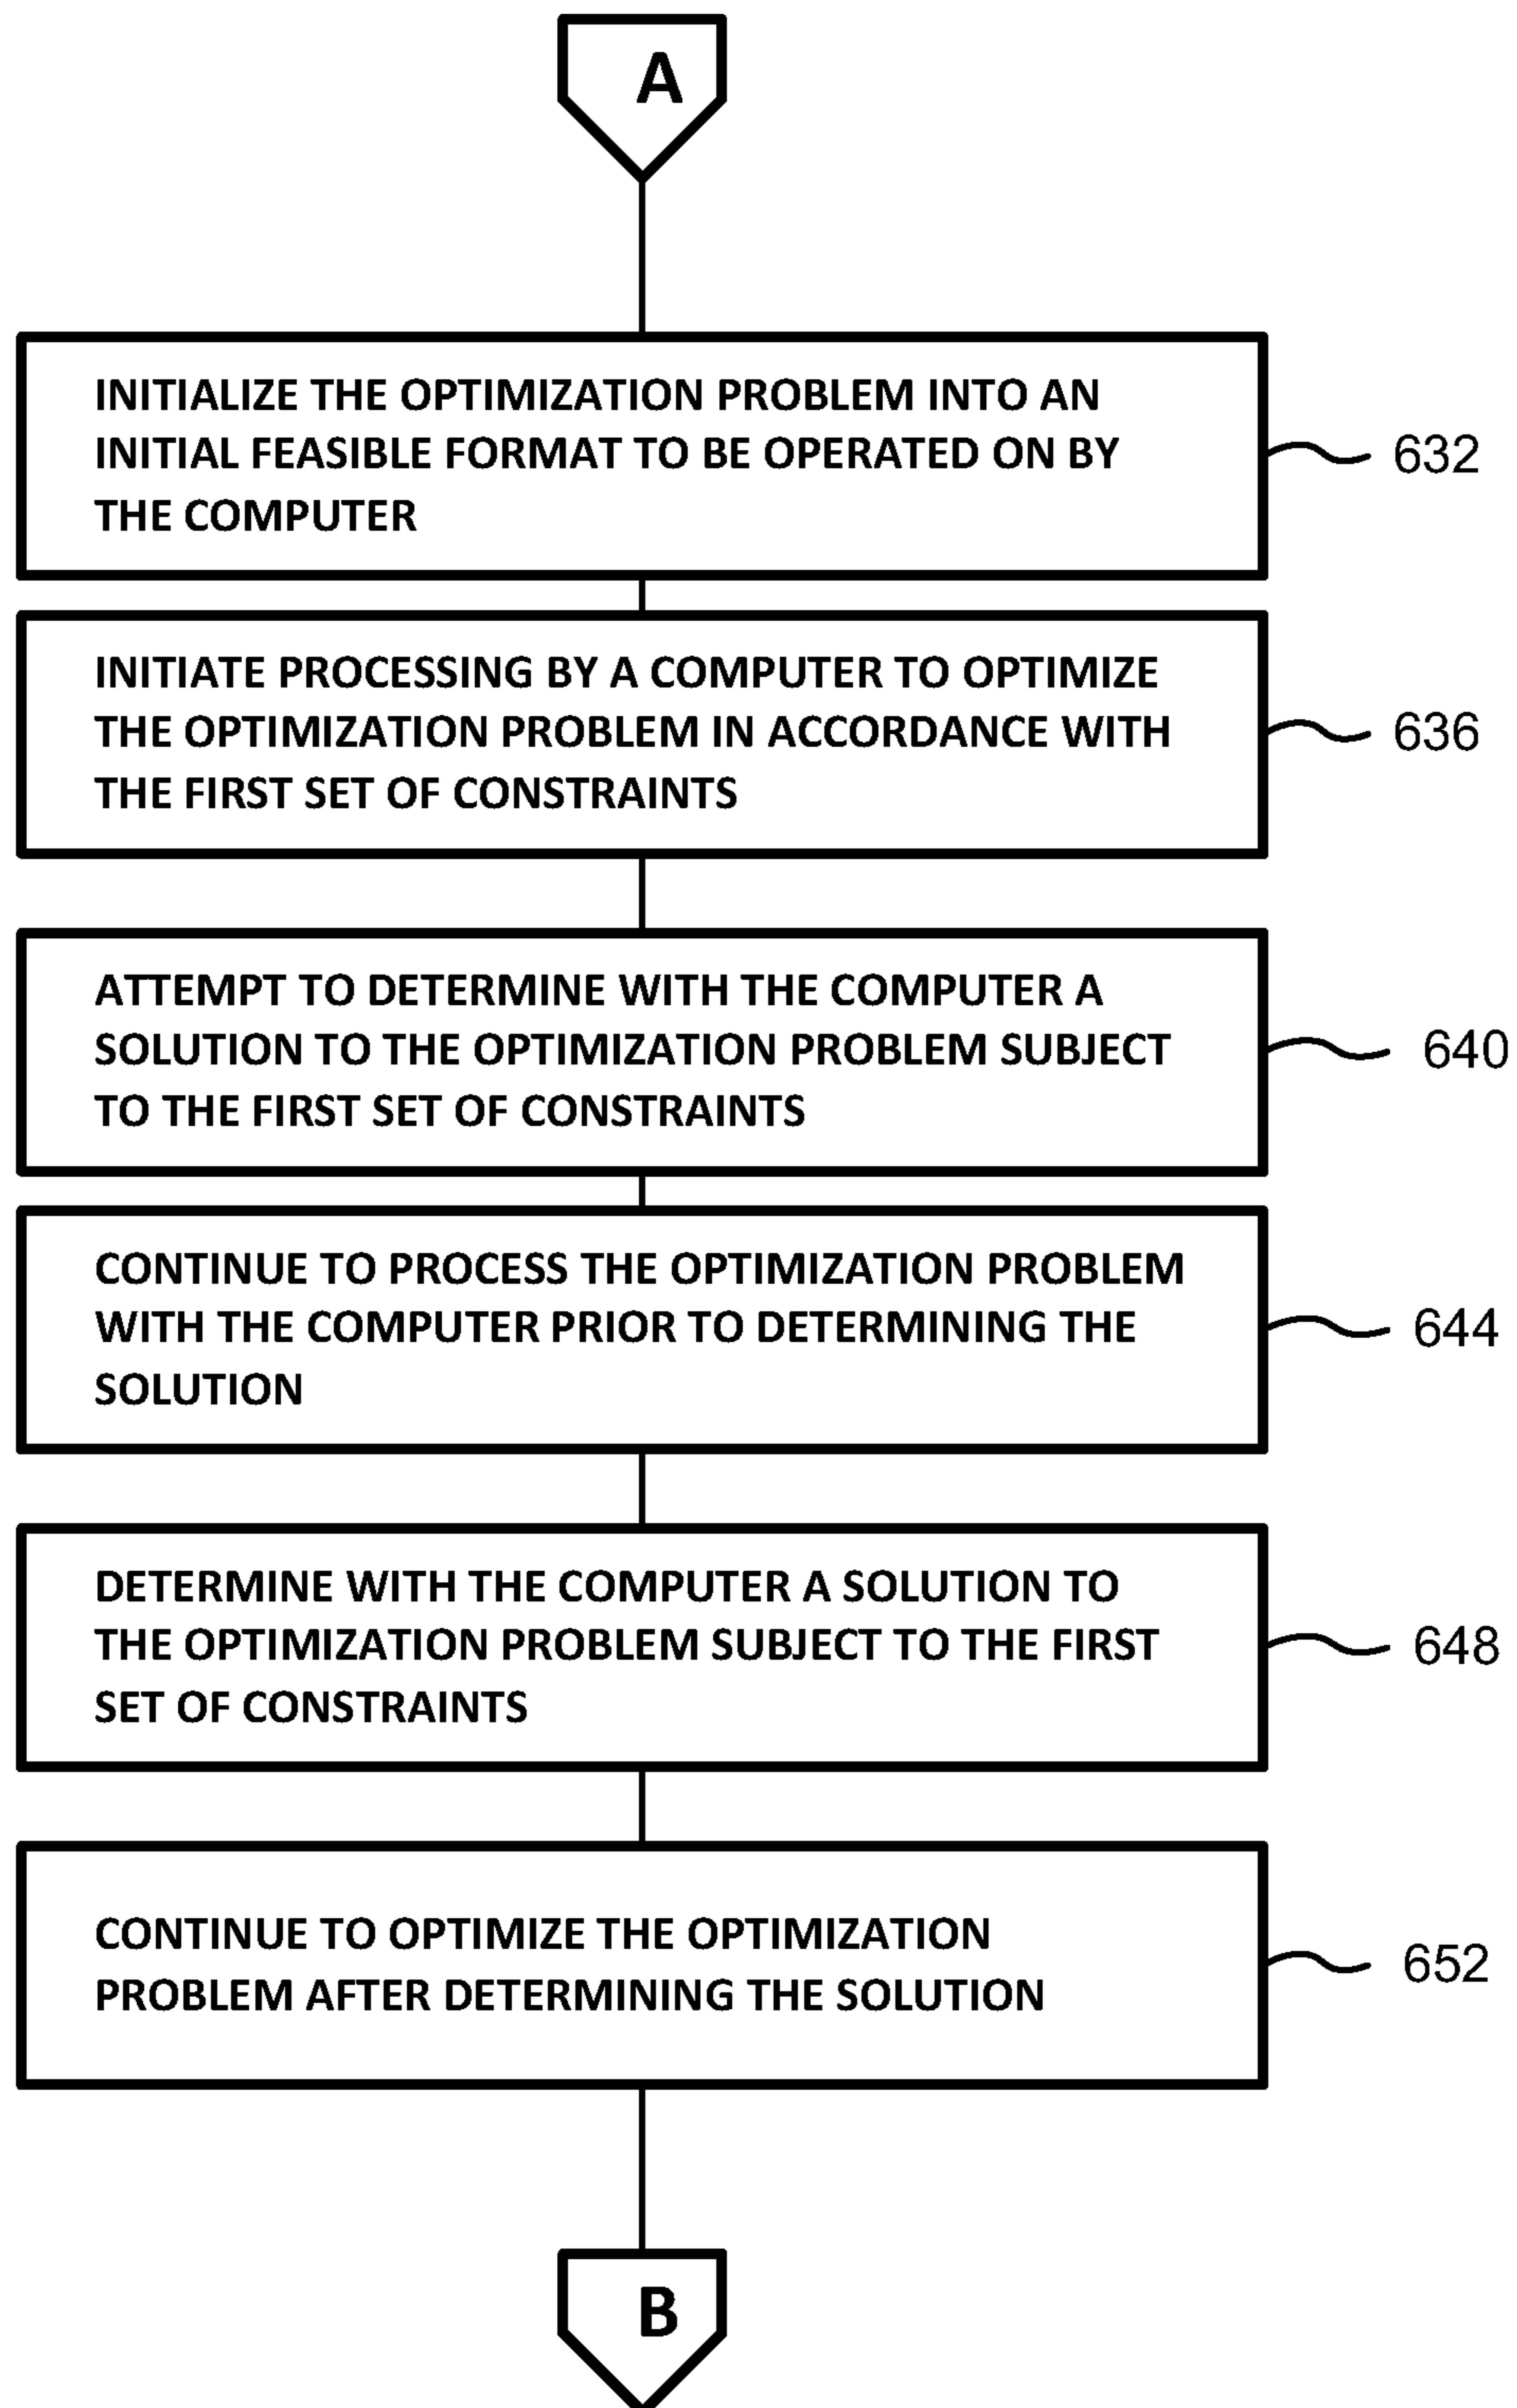 A
INITIALIZE THE OPTIMIZATION PROBLEM INTO AN
INITIAL FEASIBLE FORMAT TO BE OPERATED ON BY
THE COMPUTER
632
INITIATE PROCESSING BY A COMPUTER TO OPTIMIZE
THE OPTIMIZATION PROBLEM IN ACCORDANCE WITH
THE FIRST SET OF CONSTRAINTS
636
ATTEMPT TO DETERMINE WITH THE COMPUTER A
SOLUTION TO THE OPTIMIZATION PROBLEM SUBJECT
TO THE FIRST SET OF CONSTRAINTS
640
CONTINUE TO PROCESS THE OPTIMIZATION PROBLEM
WITH THE COMPUTER PRIOR TO DETERMINING THE
SOLUTION
644
DETERMINE WITH THE COMPUTER A SOLUTION TO
THE OPTIMIZATION PROBLEM SUBJECT TO THE FIRST
SET OF CONSTRAINTS
648
CONTINUE TO OPTIMIZE THE OPTIMIZATION
PROBLEM AFTER DETERMINING THE SOLUTION
652
B